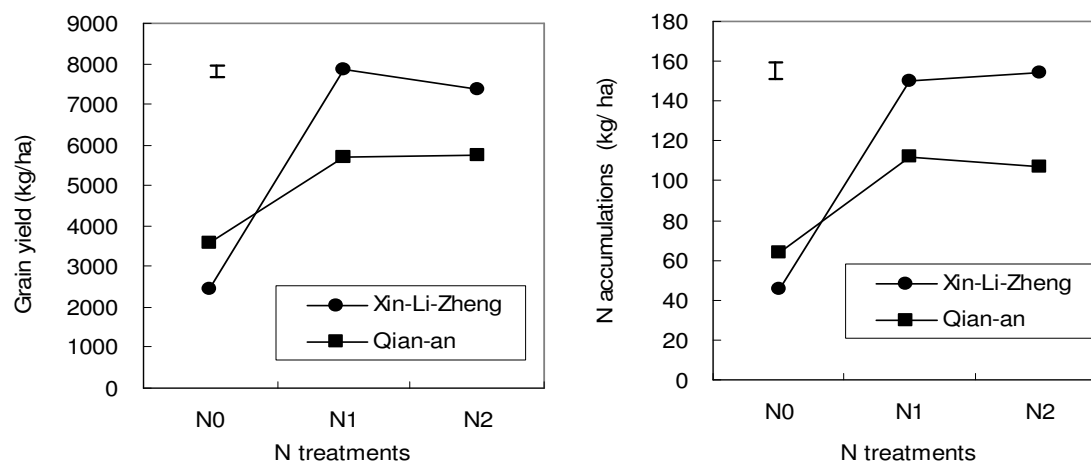 Grain yield (kg/ha)
9000
8000
7000
6000
5000
4000
3000
2000
1000
0
Xin-Li-Zheng
Qian-an
N0 N1 N2
N treatments
N accumulations (kg/ ha)
180
160
140
120
100
80
60
40
20
0
Xin-Li-Zheng
Qian-an
N0 N1 N2
N treatments